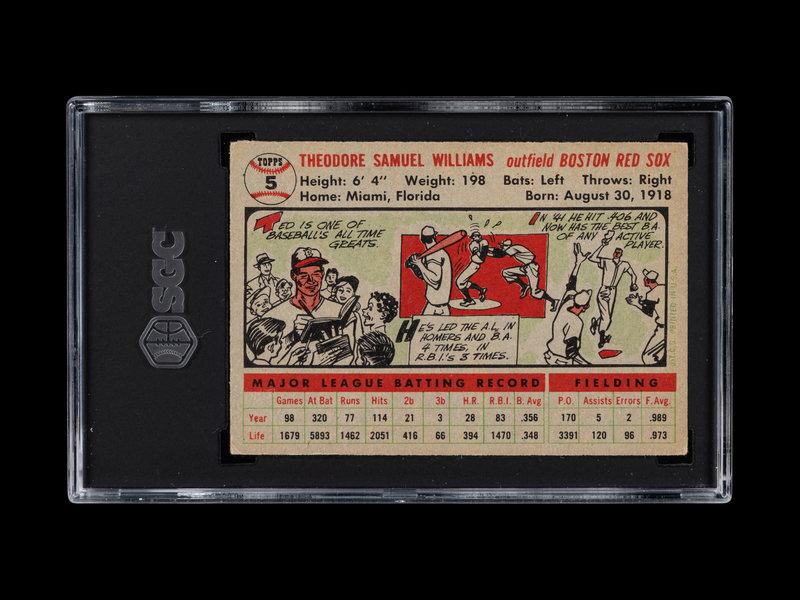 SGC
TOPPS
5
THEODORE SAMUEL WILLIAMS outfield BOSTON RED SOX
Height: 6' 4" Weight: 198 Bats: Left Throws: Right
Home: Miami, Florida Born: August 30, 1918
TED IS ONE OF
BASEBALL'S ALL TIME
GREATS.
HE'S LED THE A.L. IN
HOMERS AND B.A.
4 TIMES, IN
R.B.I.'S 3 TIMES.
IN '41 HE HIT .406 AND
NOW HAS THE BEST B.A.
OF ANY ACTIVE
PLAYER.
PRINTED IN U.S.A.
MAJOR LEAGUE BATTING RECORD FIELDING
Games At Bat Runs Hits 2b 3b H.R. R.B.I. B. Avg. P.O. Assists Errors F. Avg.
Year 98 320 77 114 21 3 28 83 .356 170 5 2 .989
Life 1679 5893 1462 2051 416 66 394 1470 .348 3391 120 96 .973